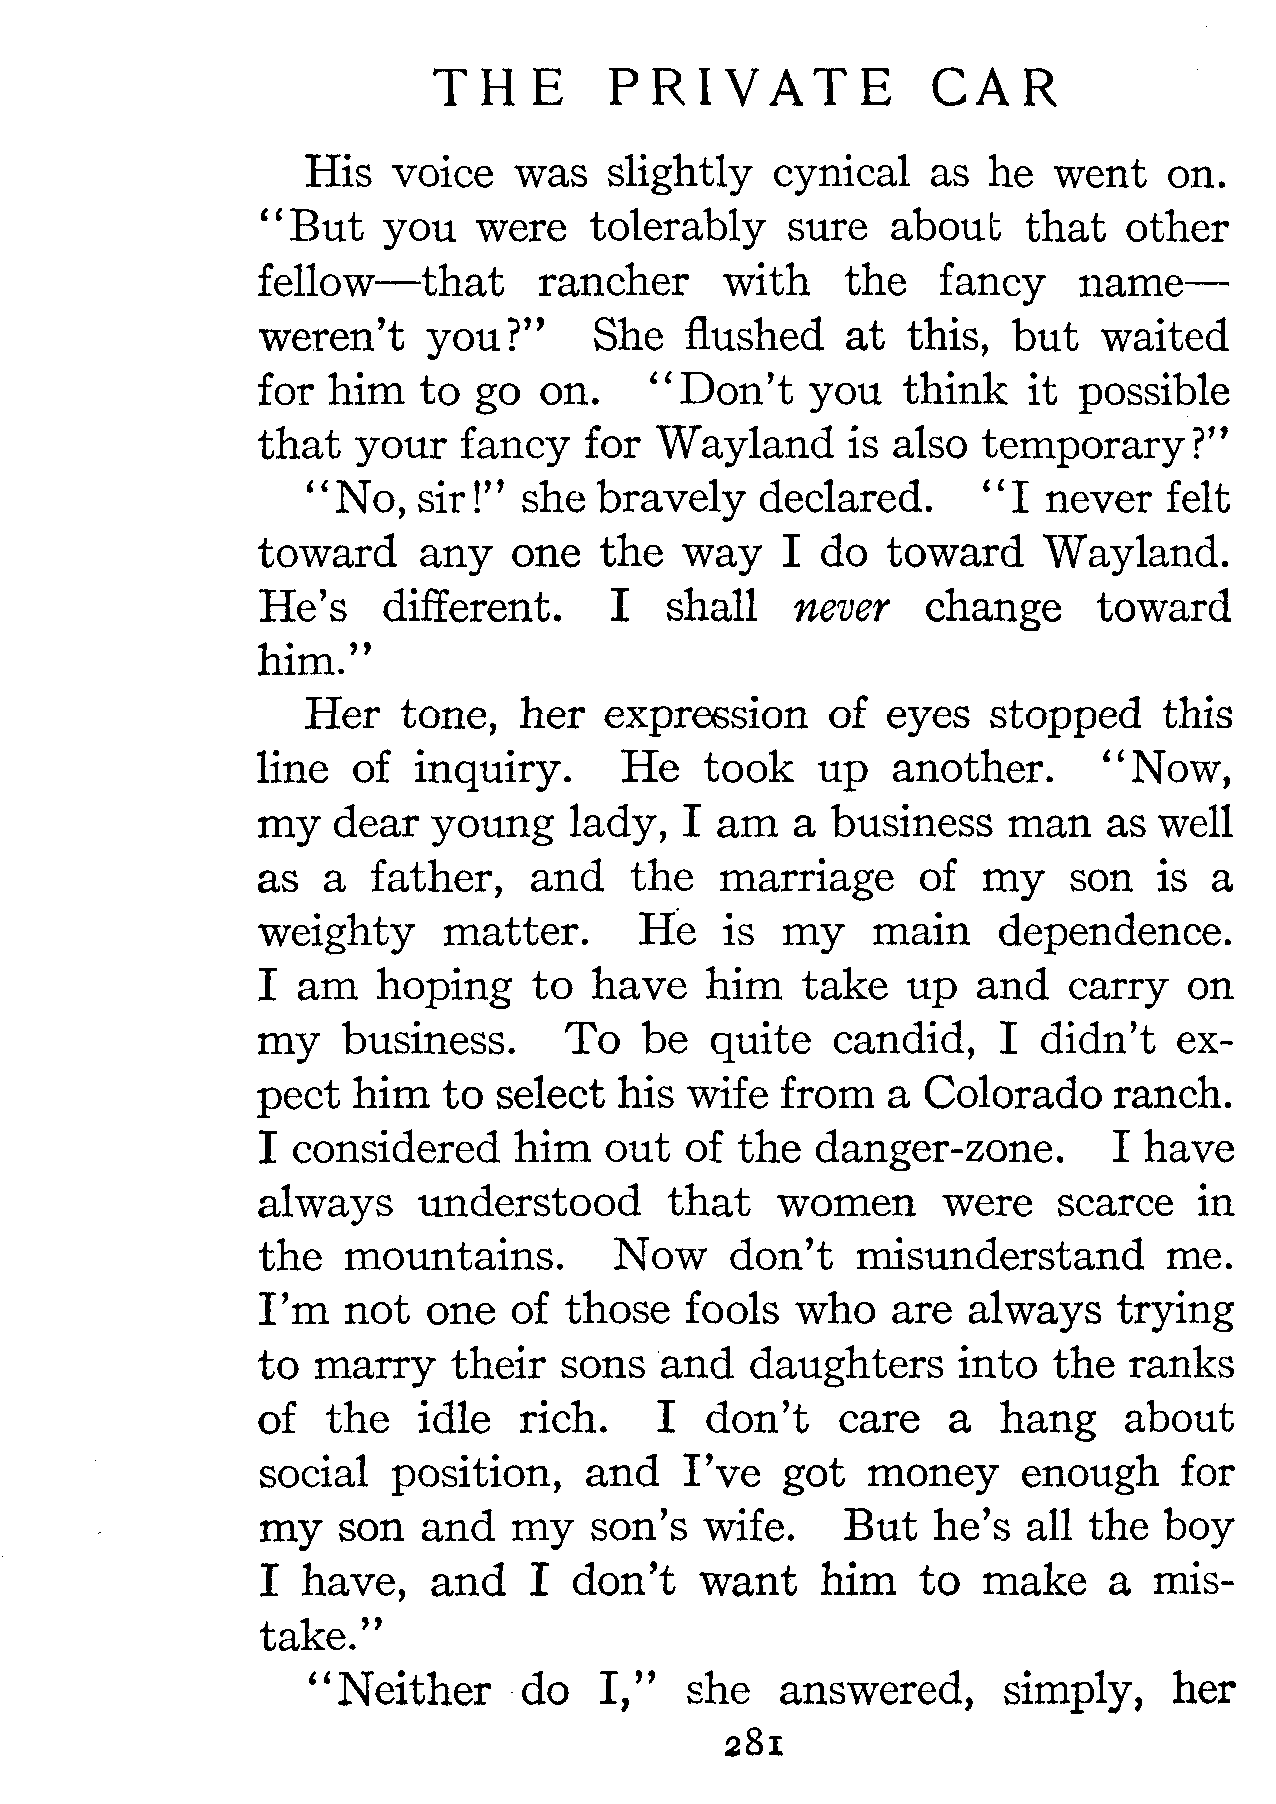 THE PRIVATE CAR
His voice was slightly cynical as he went on.
"But you were tolerably sure about that other
fellow—that rancher with the fancy name—
weren't you?" She flushed at this, but waited
for him to go on. "Don't you think it possible
that your fancy for Wayland is also temporary?"
"No, sir!" she bravely declared. "I never felt
toward any one the way I do toward Wayland.
He's different. I shall never change toward
him."
Her tone, her expression of eyes stopped this
line of inquiry. He took up another. "Now,
my dear young lady, I am a business man as well
as a father, and the marriage of my son is a
weighty matter. He is my main dependence.
I am hoping to have him take up and carry on
my business. To be quite candid, I didn't ex-
pect him to select his wife from a Colorado ranch.
I considered him out of the danger-zone. I have
always understood that women were scarce in
the mountains. Now don't misunderstand me.
I'm not one of those fools who are always trying
to marry their sons and daughters into the ranks
of the idle rich. I don't care a hang about
social position, and I've got money enough for
my son and my son's wife. But he's all the boy
I have, and I don't want him to make a mis-
take."
"Neither do I," she answered, simply, her
281